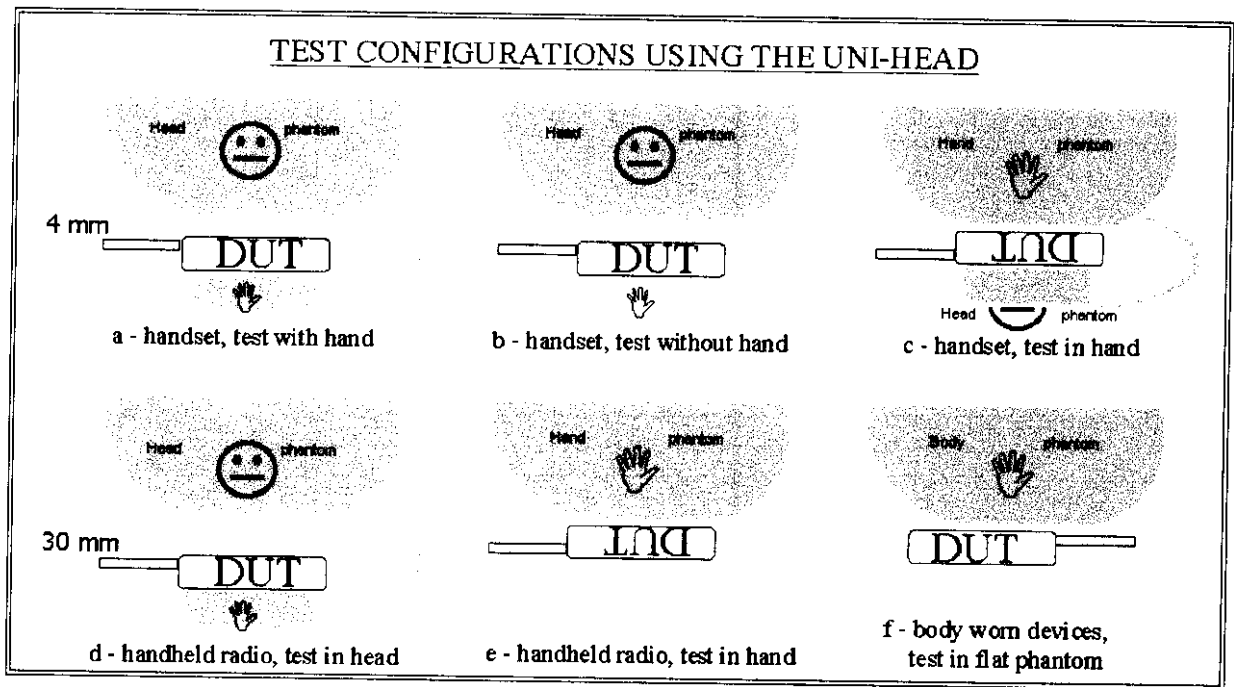 TEST CONFIGURATIONS USING THE UNI-HEAD
Head phantom
4 mm
DUT
a - handset, test with hand
Head phantom
DUT
b - handset, test without hand
Hand phantom
DUT
Head phantom
c - handset, test in hand
Head phantom
30 mm
DUT
d - handheld radio, test in head
Hand phantom
DUT
e - handheld radio, test in hand
Body phantom
DUT
f - body worn devices,
test in flat phantom